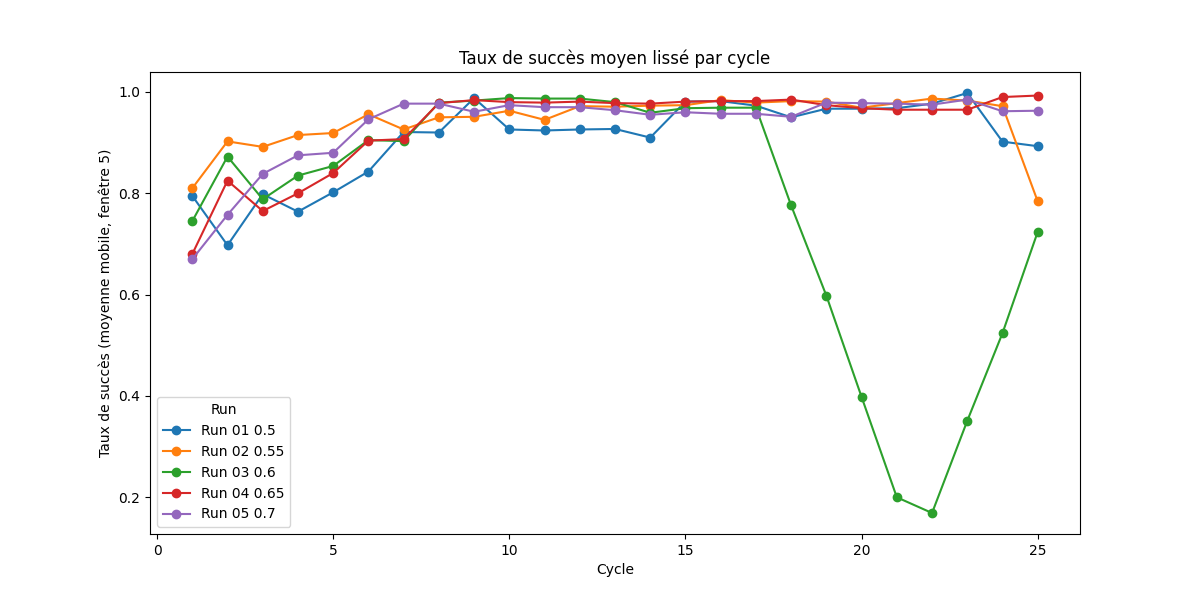 Taux de succès moyen lissé par cycle
Taux de succès (moyenne mobile, fenêtre 5)
1.0
0.8
0.6
0.4
0.2
Run
Run 01 0.5
Run 02 0.55
Run 03 0.6
Run 04 0.65
Run 05 0.7
0 5 10 15 20 25
Cycle